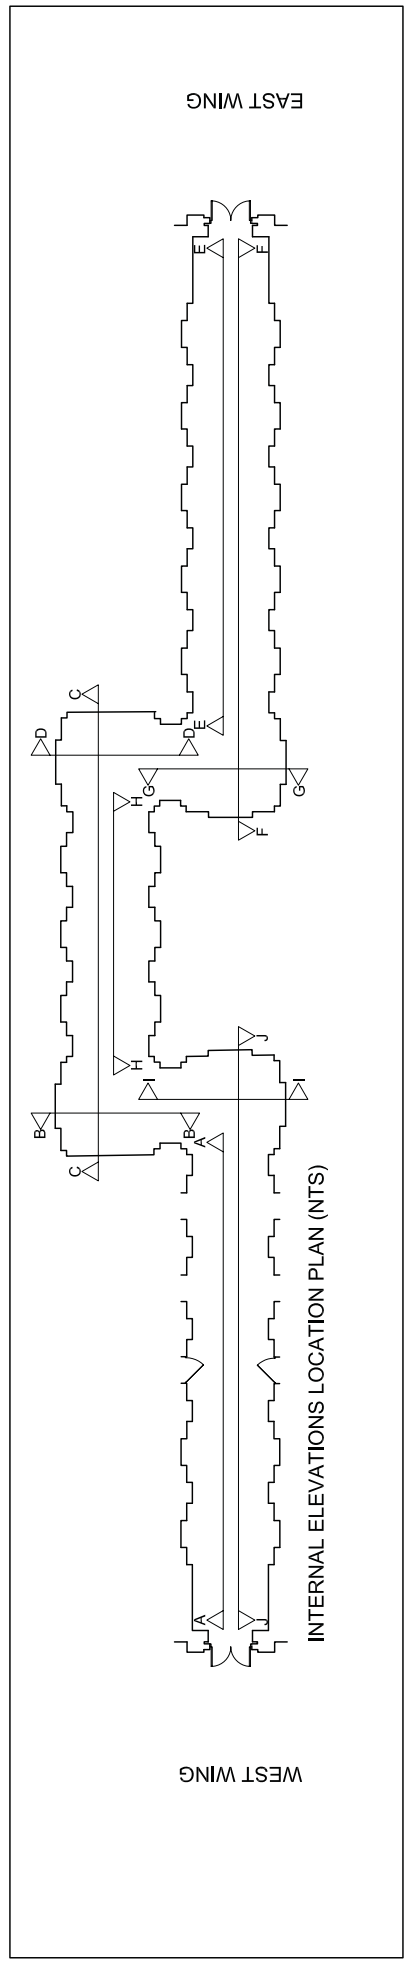 EAST WING
E
F
C
D
D
E
G
G
H
F
H
J
I
I
B
B
A
C
A
J
INTERNAL ELEVATIONS LOCATION PLAN (NTS)
WEST WING